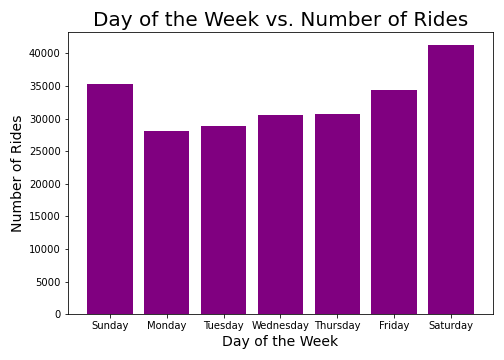 Day of the Week vs. Number of Rides
40000
35000
30000
25000
20000
15000
10000
5000
0
Number of Rides
Sunday Monday Tuesday Wednesday Thursday Friday Saturday
Day of the Week